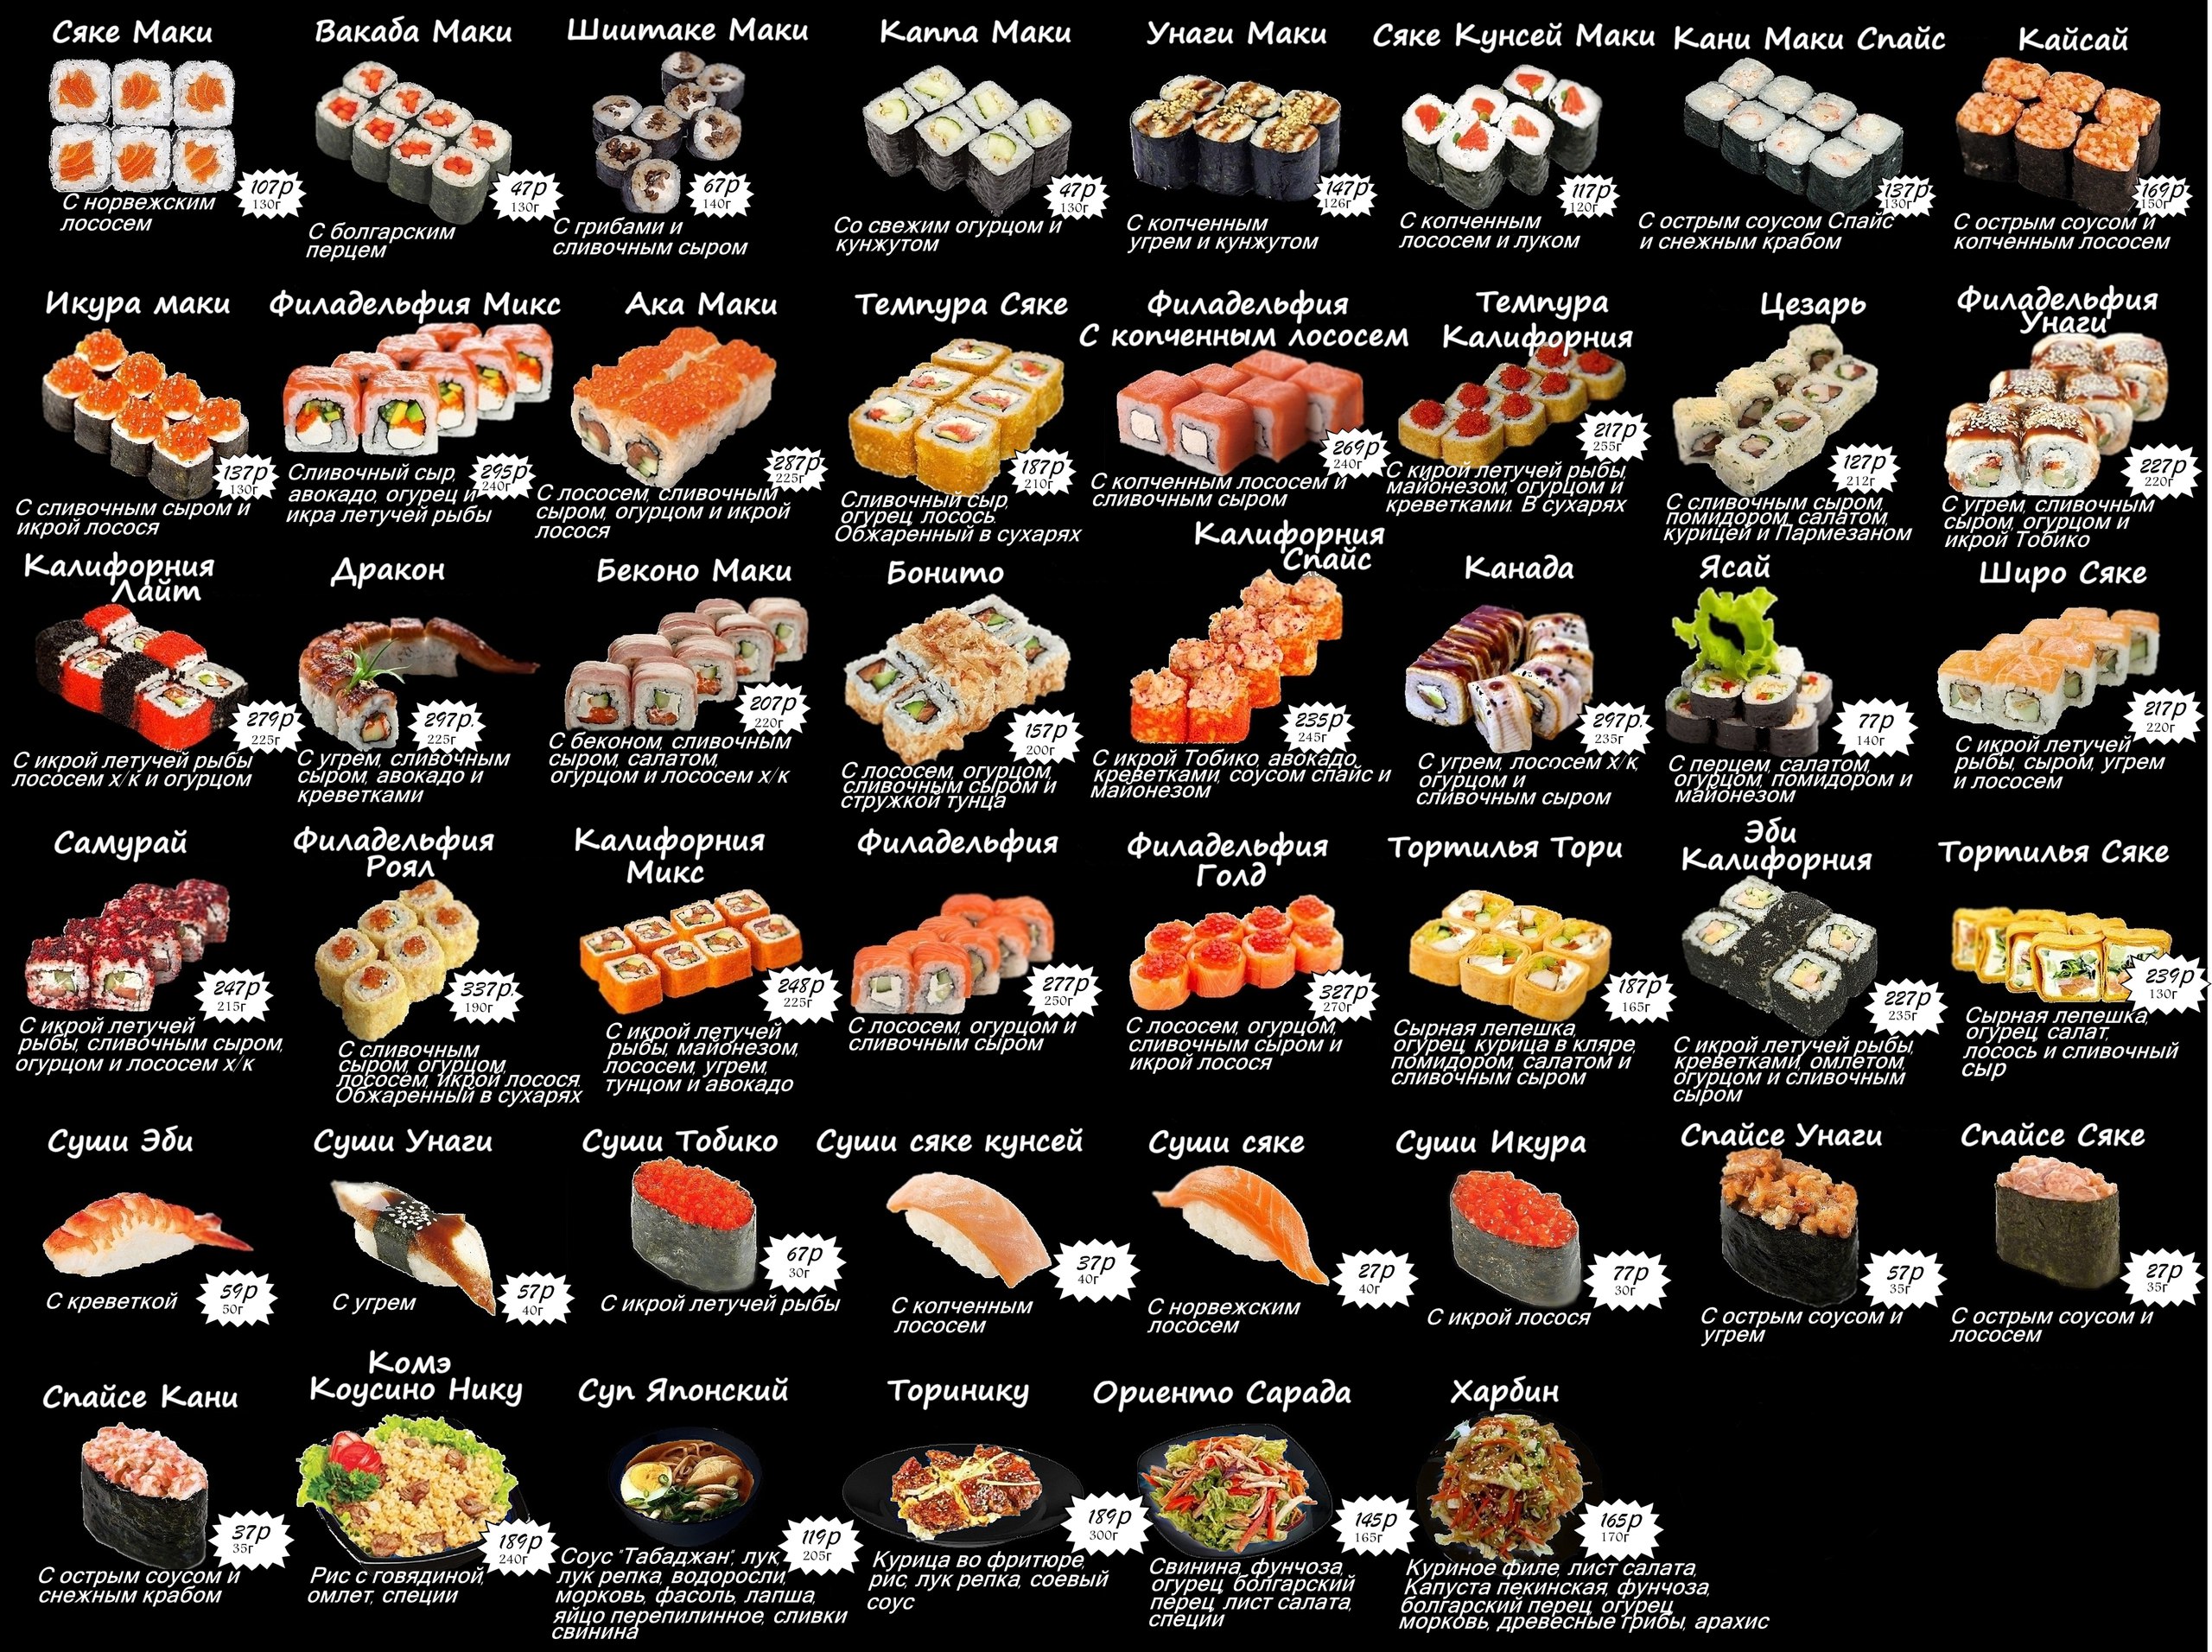 Сяке Маки
107р
130г
С норвежским
лососем
Вакаба Маки
47р
130г
С болгарским
перцем
Шиитаке Маки
67р
140г
С грибами и
сливочным сыром
Каппа Маки
47р
130г
Со свежим огурцом и
кунжутом
Унаги Маки
147р
126г
С копченным
угрем и кунжутом
Сяке Кунсей Маки
117р
120г
С копченным
лососем и луком
Кани Маки Спайс
137р
130г
С острым соусом Спайс
и снежным крабом
Кайсай
169р
150г
С острым соусом и
копченным лососем
Икура маки
137р
130г
С сливочным сыром и
икрой лосося
Филадельфия Микс
295р
240г
Сливочный сыр,
авокадо, огурец и
икра летучей рыбы
Ака Маки
287р
225г
С лососем, сливочным
сыром, огурцом и икрой
лосося
Темпура Сяке
187р
210г
Сливочный сыр,
огурец, лосось.
Обжаренный в сухарях
Филадельфия
С копченным лососем
269р
240г
С копченным лососем и
сливочным сыром
Темпура
Калифорния
217р
255г
С кирой летучей рыбы,
майонезом, огурцом и
креветками. В сухарях
Цезарь
127р
212г
С сливочным сыром,
помидором, салатом,
курицей и Пармезаном
Филадельфия
Унаги
227р
220г
С угрем, сливочным
сыром, огурцом и
икрой Тобико
Калифорния
Лайт
279р
225г
С икрой летучей рыбы
лососем х/к и огурцом
Дракон
297р.
225г
С угрем, сливочным
сыром, авокадо и
креветками
Беконо Маки
207р
220г
С беконом, сливочным
сыром, салатом,
огурцом и лососем х/к
Бонито
157р
200г
С лососем, огурцом,
сливочным сыром и
стружкой тунца
Калифорния
Спайс
235р
245г
С икрой Тобико, авокадо,
креветками, соусом спайс и
майонезом
Канада
297р.
235г
С угрем, лососем х/к,
огурцом и
сливочным сыром
Ясай
77р
140г
С перцем, салатом,
огурцом, помидором и
майонезом
Широ Сяке
217р
220г
С икрой летучей
рыбы, сыром, угрем
и лососем
Самурай
247р
215г
С икрой летучей
рыбы, сливочным сыром,
огурцом и лососем х/к
Филадельфия
Роял
337р.
190г
С сливочным
сыром, огурцом,
лососем, икрой лосося.
Обжаренный в сухарях
Калифорния
Микс
248р
225г
С икрой летучей
рыбы, майонезом,
лососем, угрем,
тунцом и авокадо
Филадельфия
277р
250г
С лососем, огурцом и
сливочным сыром
Филадельфия
Голд
327р
270г
С лососем, огурцом,
сливочным сыром и
икрой лосося
Тортилья Тори
187р
165г
Сырная лепешка,
огурец, курица в кляре,
помидором, салатом и
сливочным сыром
Эби
Калифорния
227р
235г
С икрой летучей рыбы,
креветками, омлетом,
огурцом и сливочным
сыром
Тортилья Сяке
239р
130г
Сырная лепешка,
огурец, салат,
лосось и сливочный
сыр
Суши Эби
59р
50г
С креветкой
Суши Унаги
57р
40г
С угрем
Суши Тобико
67р
30г
С икрой летучей рыбы
Суши сяке кунсей
37р
40г
С копченным
лососем
Суши сяке
27р
40г
С норвежским
лососем
Суши Икура
77р
30г
С икрой лосося
Спайсе Унаги
57р
35г
С острым соусом и
угрем
Спайсе Сяке
27р
35г
С острым соусом и
лососем
Спайсе Кани
37р
35г
С острым соусом и
снежным крабом
Комэ
Коусино Нику
189р
240г
Рис с говядиной,
омлет, специи
Суп Японский
119р
205г
Соус "Табаджан", лук,
лук репка, водоросли,
морковь, фасоль, лапша,
яйцо перепилинное, сливки
свинина
Торинику
189р
300г
Курица во фритюре,
рис, лук репка, соевый
соус
Ориенто Сарада
145р
165г
Свинина, фунчоза,
огурец, болгарский
перец, лист салата,
специи
Харбин
165р
170г
Куриное филе, лист салата,
Капуста пекинская, фунчоза,
болгарский перец, огурец,
морковь, древесные грибы, арахис